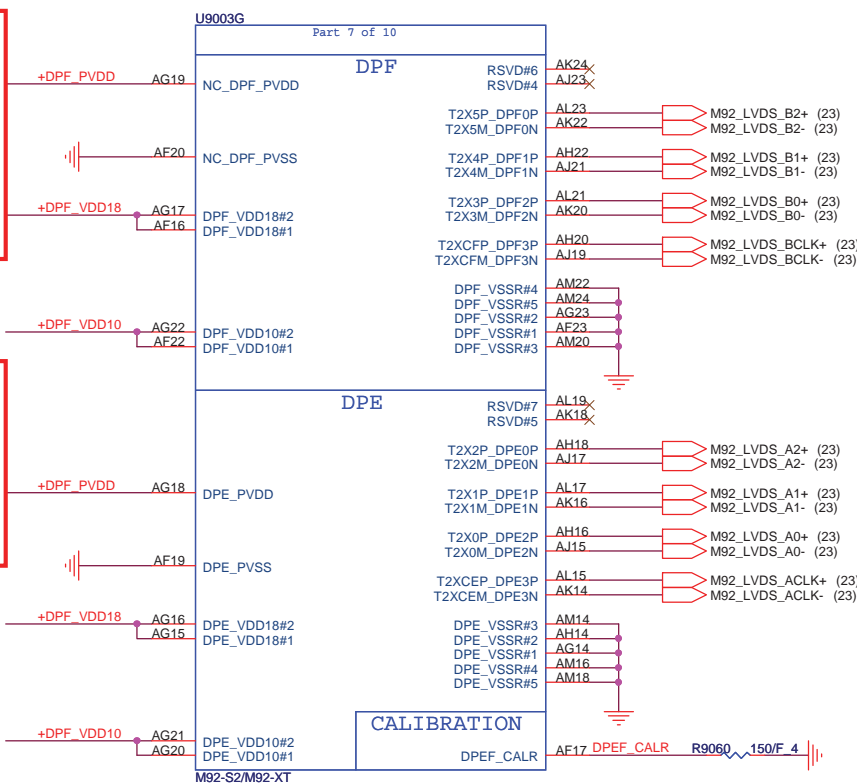 U9003G
Part 7 of 10
DPF
RSVD#6 AK24
RSVD#4 AJ23
+DPF_PVDD AG19 NC_DPF_PVDD
T2X5P_DPF0P AL23 M92_LVDS_B2+ (23)
T2X5M_DPF0N AK22 M92_LVDS_B2- (23)
AF20 NC_DPF_PVSS
T2X4P_DPF1P AH22 M92_LVDS_B1+ (23)
T2X4M_DPF1N AJ21 M92_LVDS_B1- (23)
+DPF_VDD18 AG17 DPF_VDD18#2
AF16 DPF_VDD18#1
T2X3P_DPF2P AL21 M92_LVDS_B0+ (23)
T2X3M_DPF2N AK20 M92_LVDS_B0- (23)
T2XCFP_DPF3P AH20 M92_LVDS_BCLK+ (23)
T2XCFM_DPF3N AJ19 M92_LVDS_BCLK- (23)
DPF_VSSR#4 AM22
DPF_VSSR#5 AM24
DPF_VSSR#2 AG23
DPF_VSSR#1 AF23
DPF_VSSR#3 AM20
+DPF_VDD10 AG22 DPF_VDD10#2
AF22 DPF_VDD10#1
DPE
RSVD#7 AL19
RSVD#5 AK18
T2X2P_DPE0P AH18 M92_LVDS_A2+ (23)
T2X2M_DPE0N AJ17 M92_LVDS_A2- (23)
+DPF_PVDD AG18 DPE_PVDD
T2X1P_DPE1P AL17 M92_LVDS_A1+ (23)
T2X1M_DPE1N AK16 M92_LVDS_A1- (23)
T2X0P_DPE2P AH16 M92_LVDS_A0+ (23)
T2X0M_DPE2N AJ15 M92_LVDS_A0- (23)
AF19 DPE_PVSS
T2XCEP_DPE3P AL15 M92_LVDS_ACLK+ (23)
T2XCEM_DPE3N AK14 M92_LVDS_ACLK- (23)
+DPF_VDD18 AG16 DPE_VDD18#2
AG15 DPE_VDD18#1
DPE_VSSR#3 AM14
DPE_VSSR#2 AH14
DPE_VSSR#1 AG14
DPE_VSSR#4 AM16
DPE_VSSR#5 AM18
CALIBRATION
+DPF_VDD10 AG21 DPE_VDD10#2
AG20 DPE_VDD10#1
DPEF_CALR AF17 DPEF_CALR R9060 150/F_4
M92-S2/M92-XT